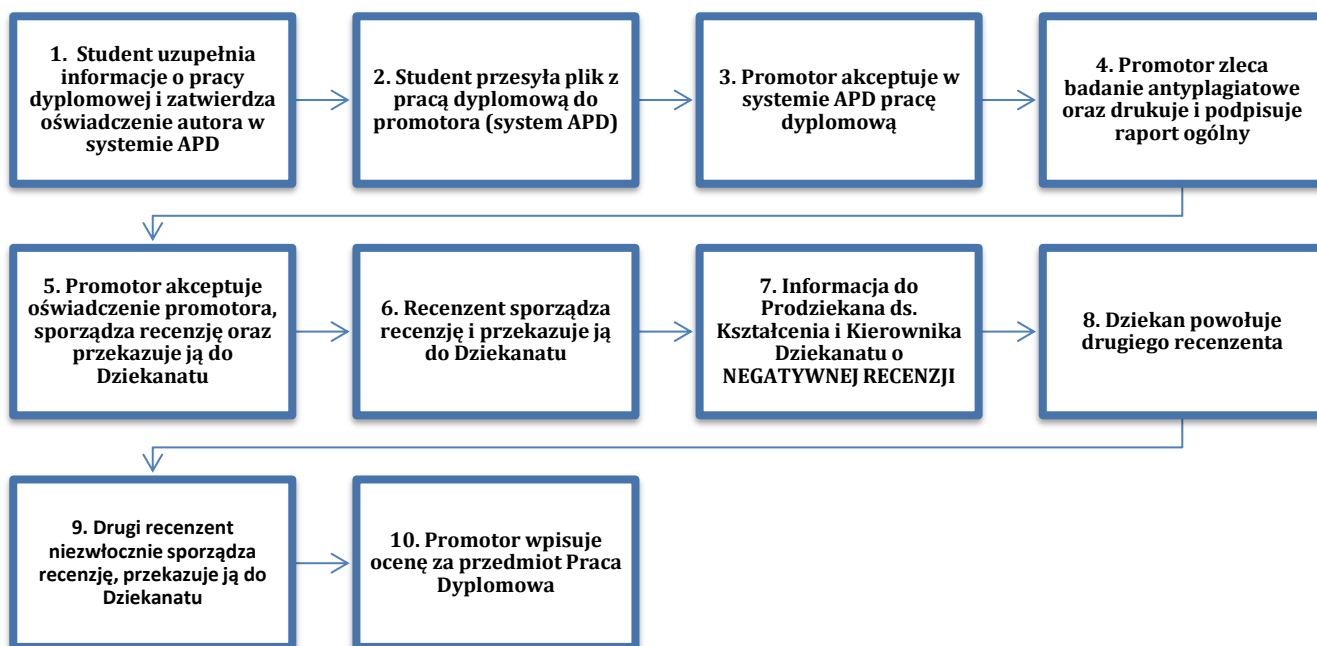 1. Student uzupełnia
informacje o pracy
dyplomowej i zatwierdza
oświadczenie autora w
systemie APD
2. Student przesyła plik z
pracą dyplomową do
promotora (system APD)
3. Promotor akceptuje w
systemie APD pracę
dyplomową
4. Promotor zleca
badanie antyplagiatowe
oraz drukuje i podpisuje
raport ogólny
5. Promotor akceptuje
oświadczenie promotora,
sporządza recenzję oraz
przekazuje ją do
Dziekanatu
6. Recenzent sporządza
recenzję i przekazuje ją
do Dziekanatu
7. Informacja do
Prodziekana ds.
Kształcenia i Kierownika
Dziekanatu o
NEGATYWNEJ RECENZJI
8. Dziekan powołuje
drugiego recenzenta
9. Drugi recenzent
niezwłocznie sporządza
recenzję, przekazuje ją do
Dziekanatu
10. Promotor wpisuje
ocenę za przedmiot Praca
Dyplomowa